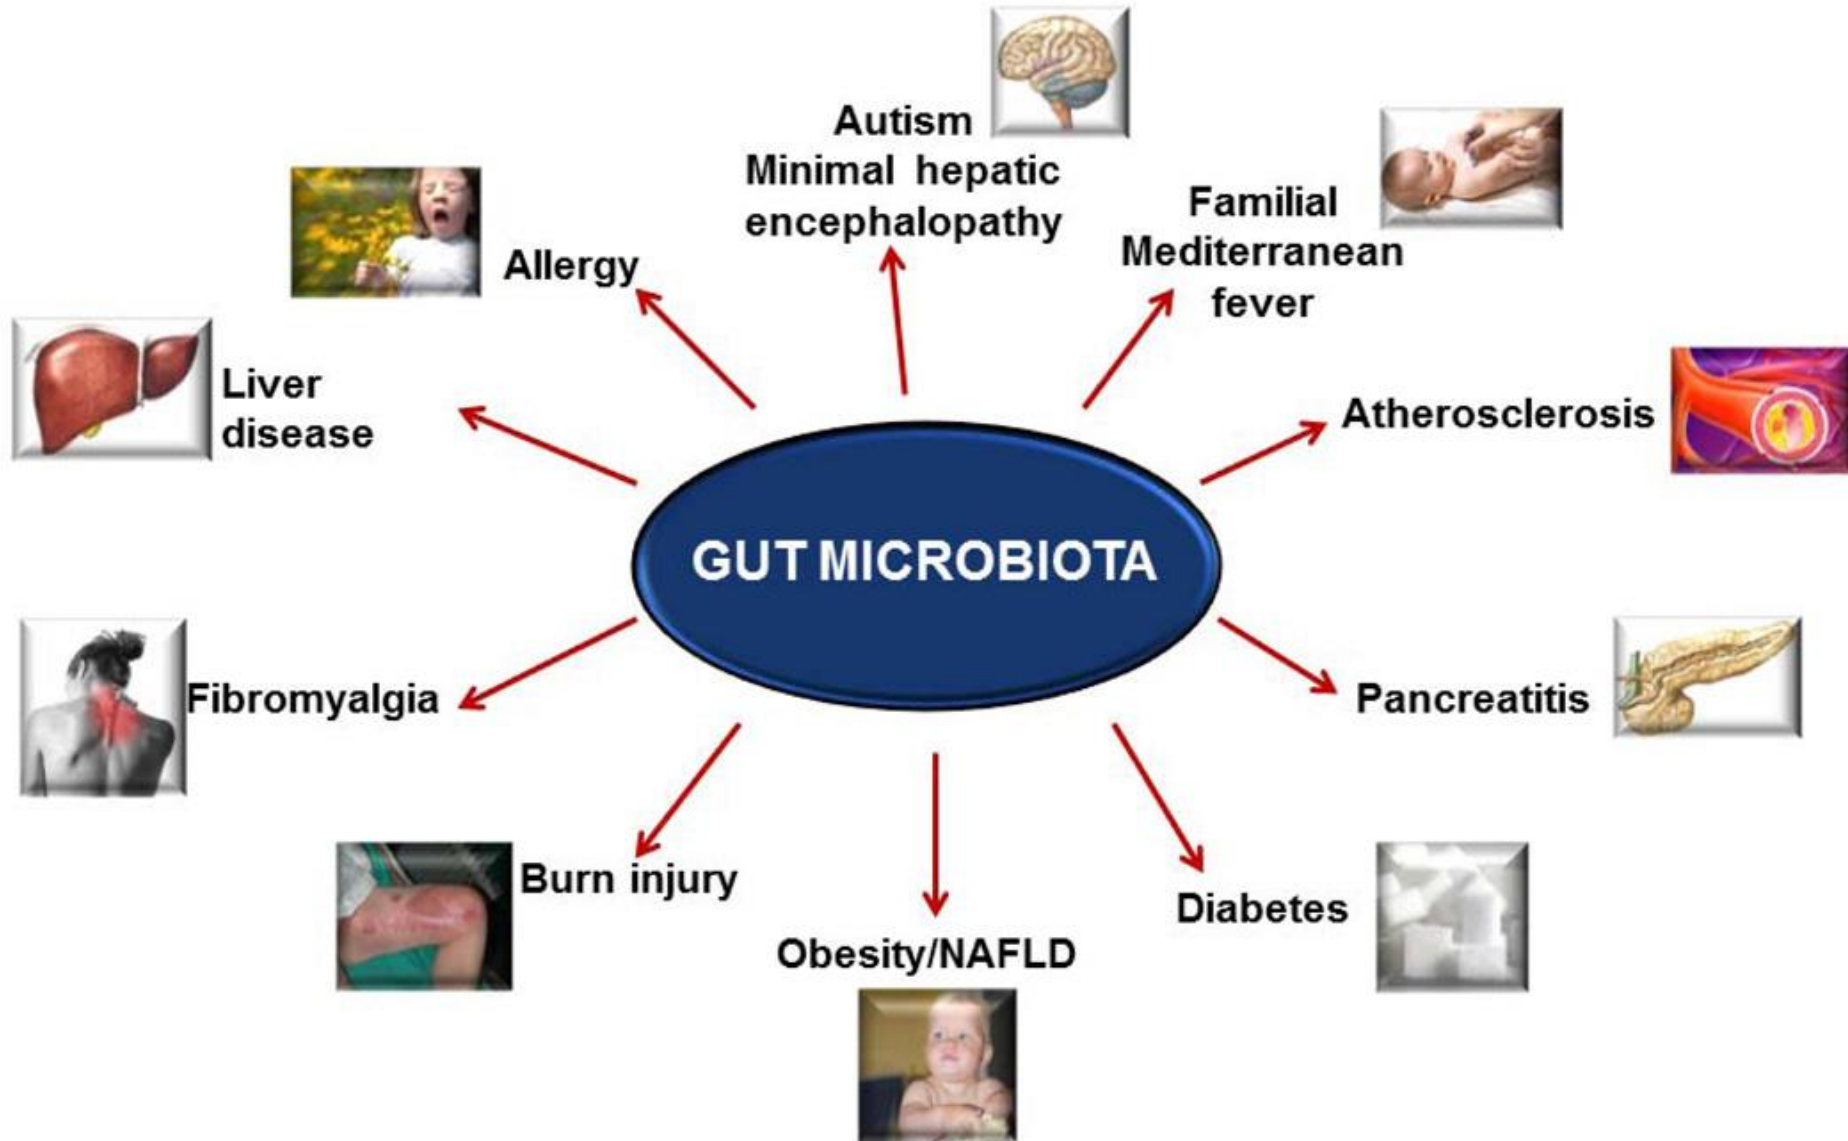 Autism
Minimal hepatic
encephalopathy
Familial
Mediterranean
fever
Allergy
Liver
disease
Atherosclerosis
GUT MICROBIOTA
Fibromyalgia
Pancreatitis
Burn injury
Diabetes
Obesity/NAFLD